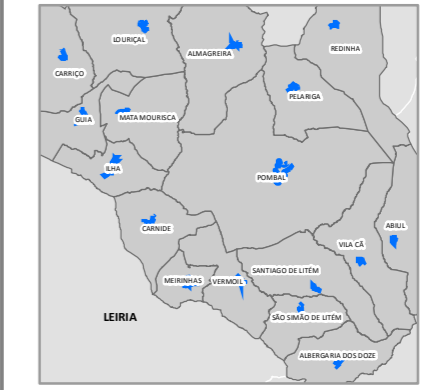 LOURIÇAL
ALMAGREIRA
REDINHA
CARRIÇO
PELARIGA
GUIA
MATA MOURISCA
ILHA
POMBAL
CARNIDE
ABIUL
VILA CÃ
SANTIAGO DE LITÉM
MEIRINHAS
VERMOIL
LEIRIA
SÃO SIMÃO DE LITÉM
ALBERGARIA DOS DOZE